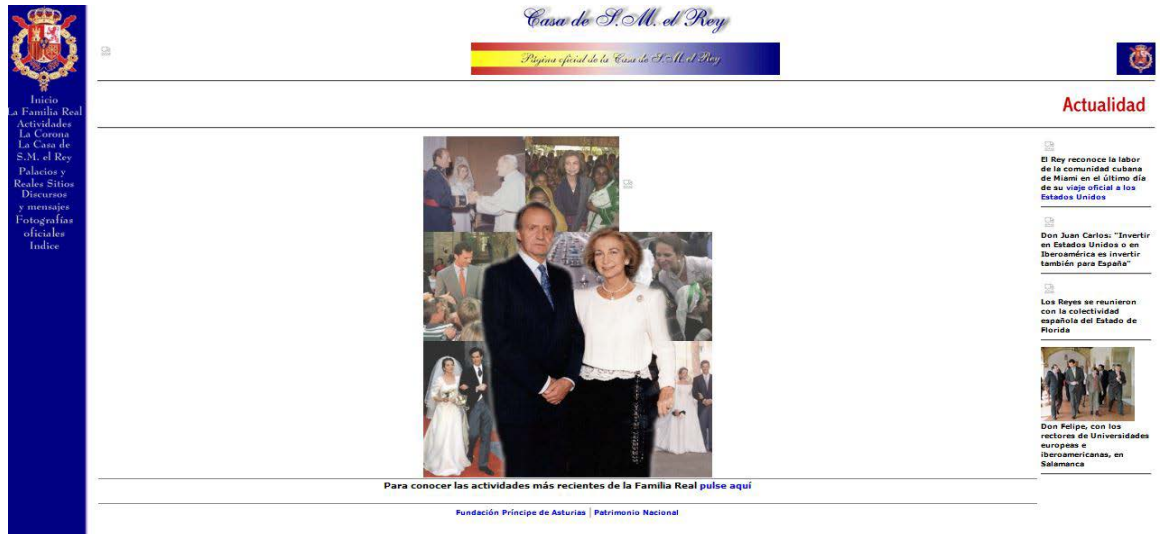 Casa de S.M. el Rey
Página oficial de la Casa de S.M. el Rey
Inicio
La Familia Real
Actividades
La Corona
La Casa de
S.M. el Rey
Palacios y
Reales Sitios
Discursos
y mensajes
Fotografías
oficiales
Indice
Actualidad
El Rey reconoce la labor
de la comunidad cubana
de Miami en el último día
de su viaje oficial a los
Estados Unidos
Don Juan Carlos: "Invertir
en Estados Unidos o en
Iberoamérica es invertir
también para España"
Los Reyes se reunieron
con la colectividad
española del Estado de
Florida
Don Felipe, con los
rectores de Universidades
europeas e
iberoamericanas, en
Salamanca
Para conocer las actividades más recientes de la Familia Real pulse aquí
Fundación Príncipe de Asturias | Patrimonio Nacional